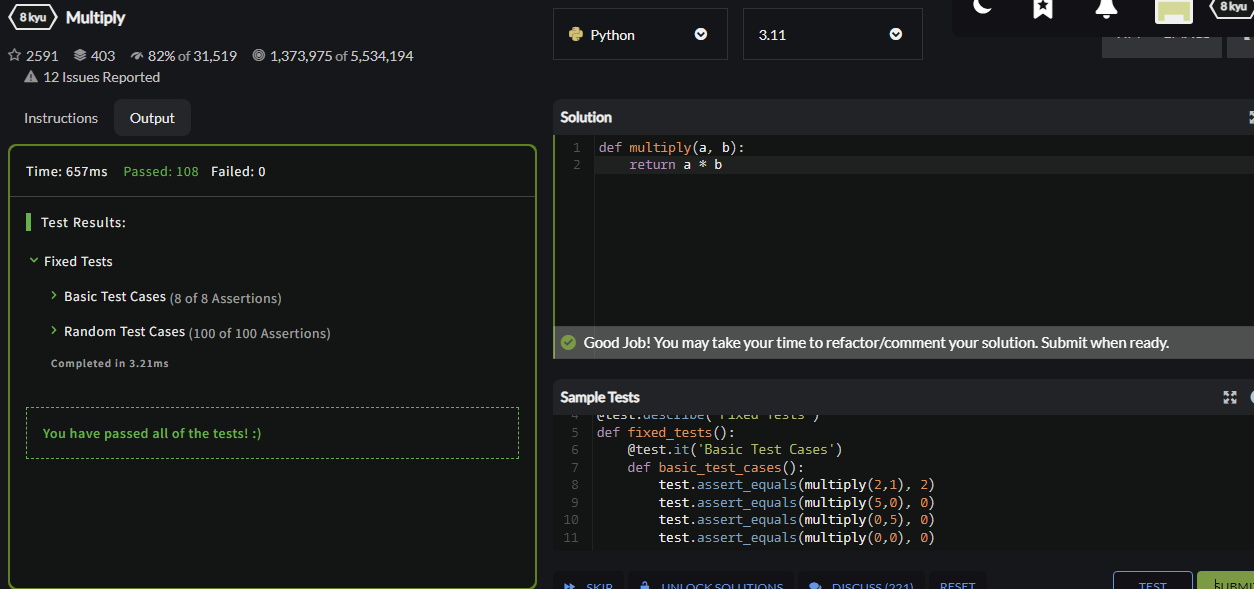 8 kyu Multiply
2591 403 82% of 31,519 1,373,975 of 5,534,194
12 Issues Reported
Python
3.11
8 kyu
Instructions Output
Time: 657ms Passed: 108 Failed: 0
Test Results:
Fixed Tests
Basic Test Cases (8 of 8 Assertions)
Random Test Cases (100 of 100 Assertions)
Completed in 3.21ms
You have passed all of the tests! :)
Solution
1 def multiply(a, b):
2     return a * b
Good Job! You may take your time to refactor/comment your solution. Submit when ready.
Sample Tests
4 @test.describe('Fixed Tests')
5 def fixed_tests():
6     @test.it('Basic Test Cases')
7     def basic_test_cases():
8         test.assert_equals(multiply(2,1), 2)
9         test.assert_equals(multiply(5,0), 0)
10         test.assert_equals(multiply(0,5), 0)
11         test.assert_equals(multiply(0,0), 0)
SKIP UNLOCK SOLUTIONS DISCUSS (221) RESET TEST SUBMI